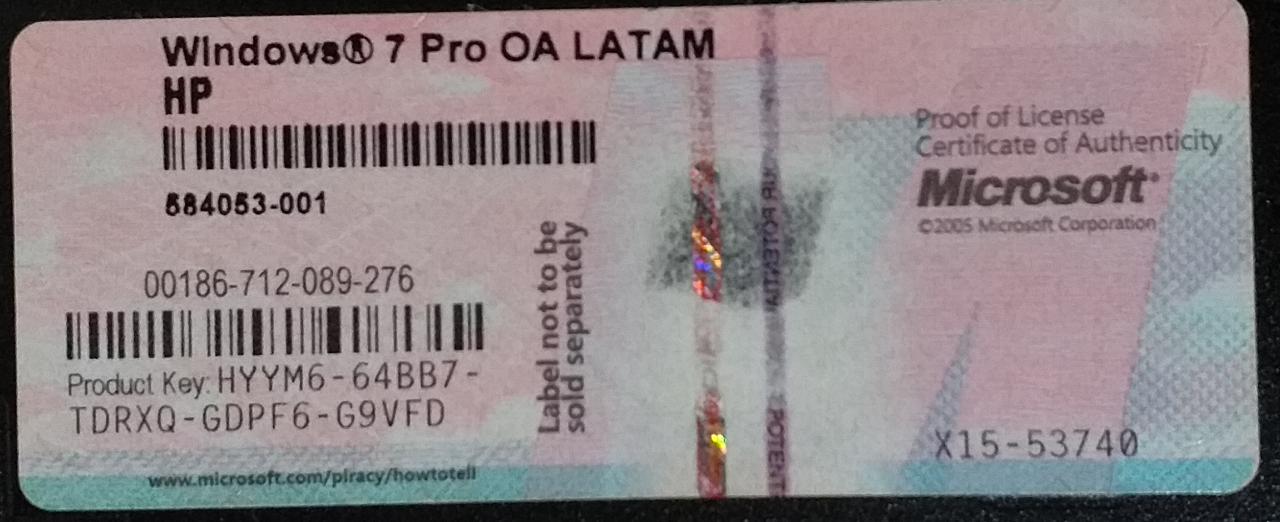 Windows® 7 Pro OA LATAM
HP
584053-001
00186-712-089-276
Product Key: HYYM6-64BB7-
TDRXQ-GDPF6-G9VFD
www.microsoft.com/piracy/howtotell
Label not to be
sold separately
Proof of License
Certificate of Authenticity
Microsoft®
©2005 Microsoft Corporation
X15-53740